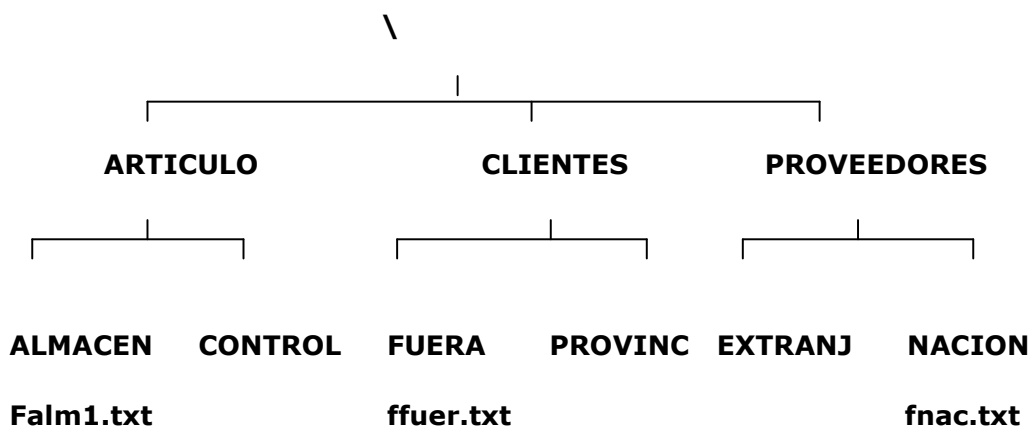 \
ARTICULO CLIENTES PROVEEDORES
ALMACEN CONTROL FUERA PROVINC EXTRANJ NACION
Falm1.txt ffuer.txt fnac.txt